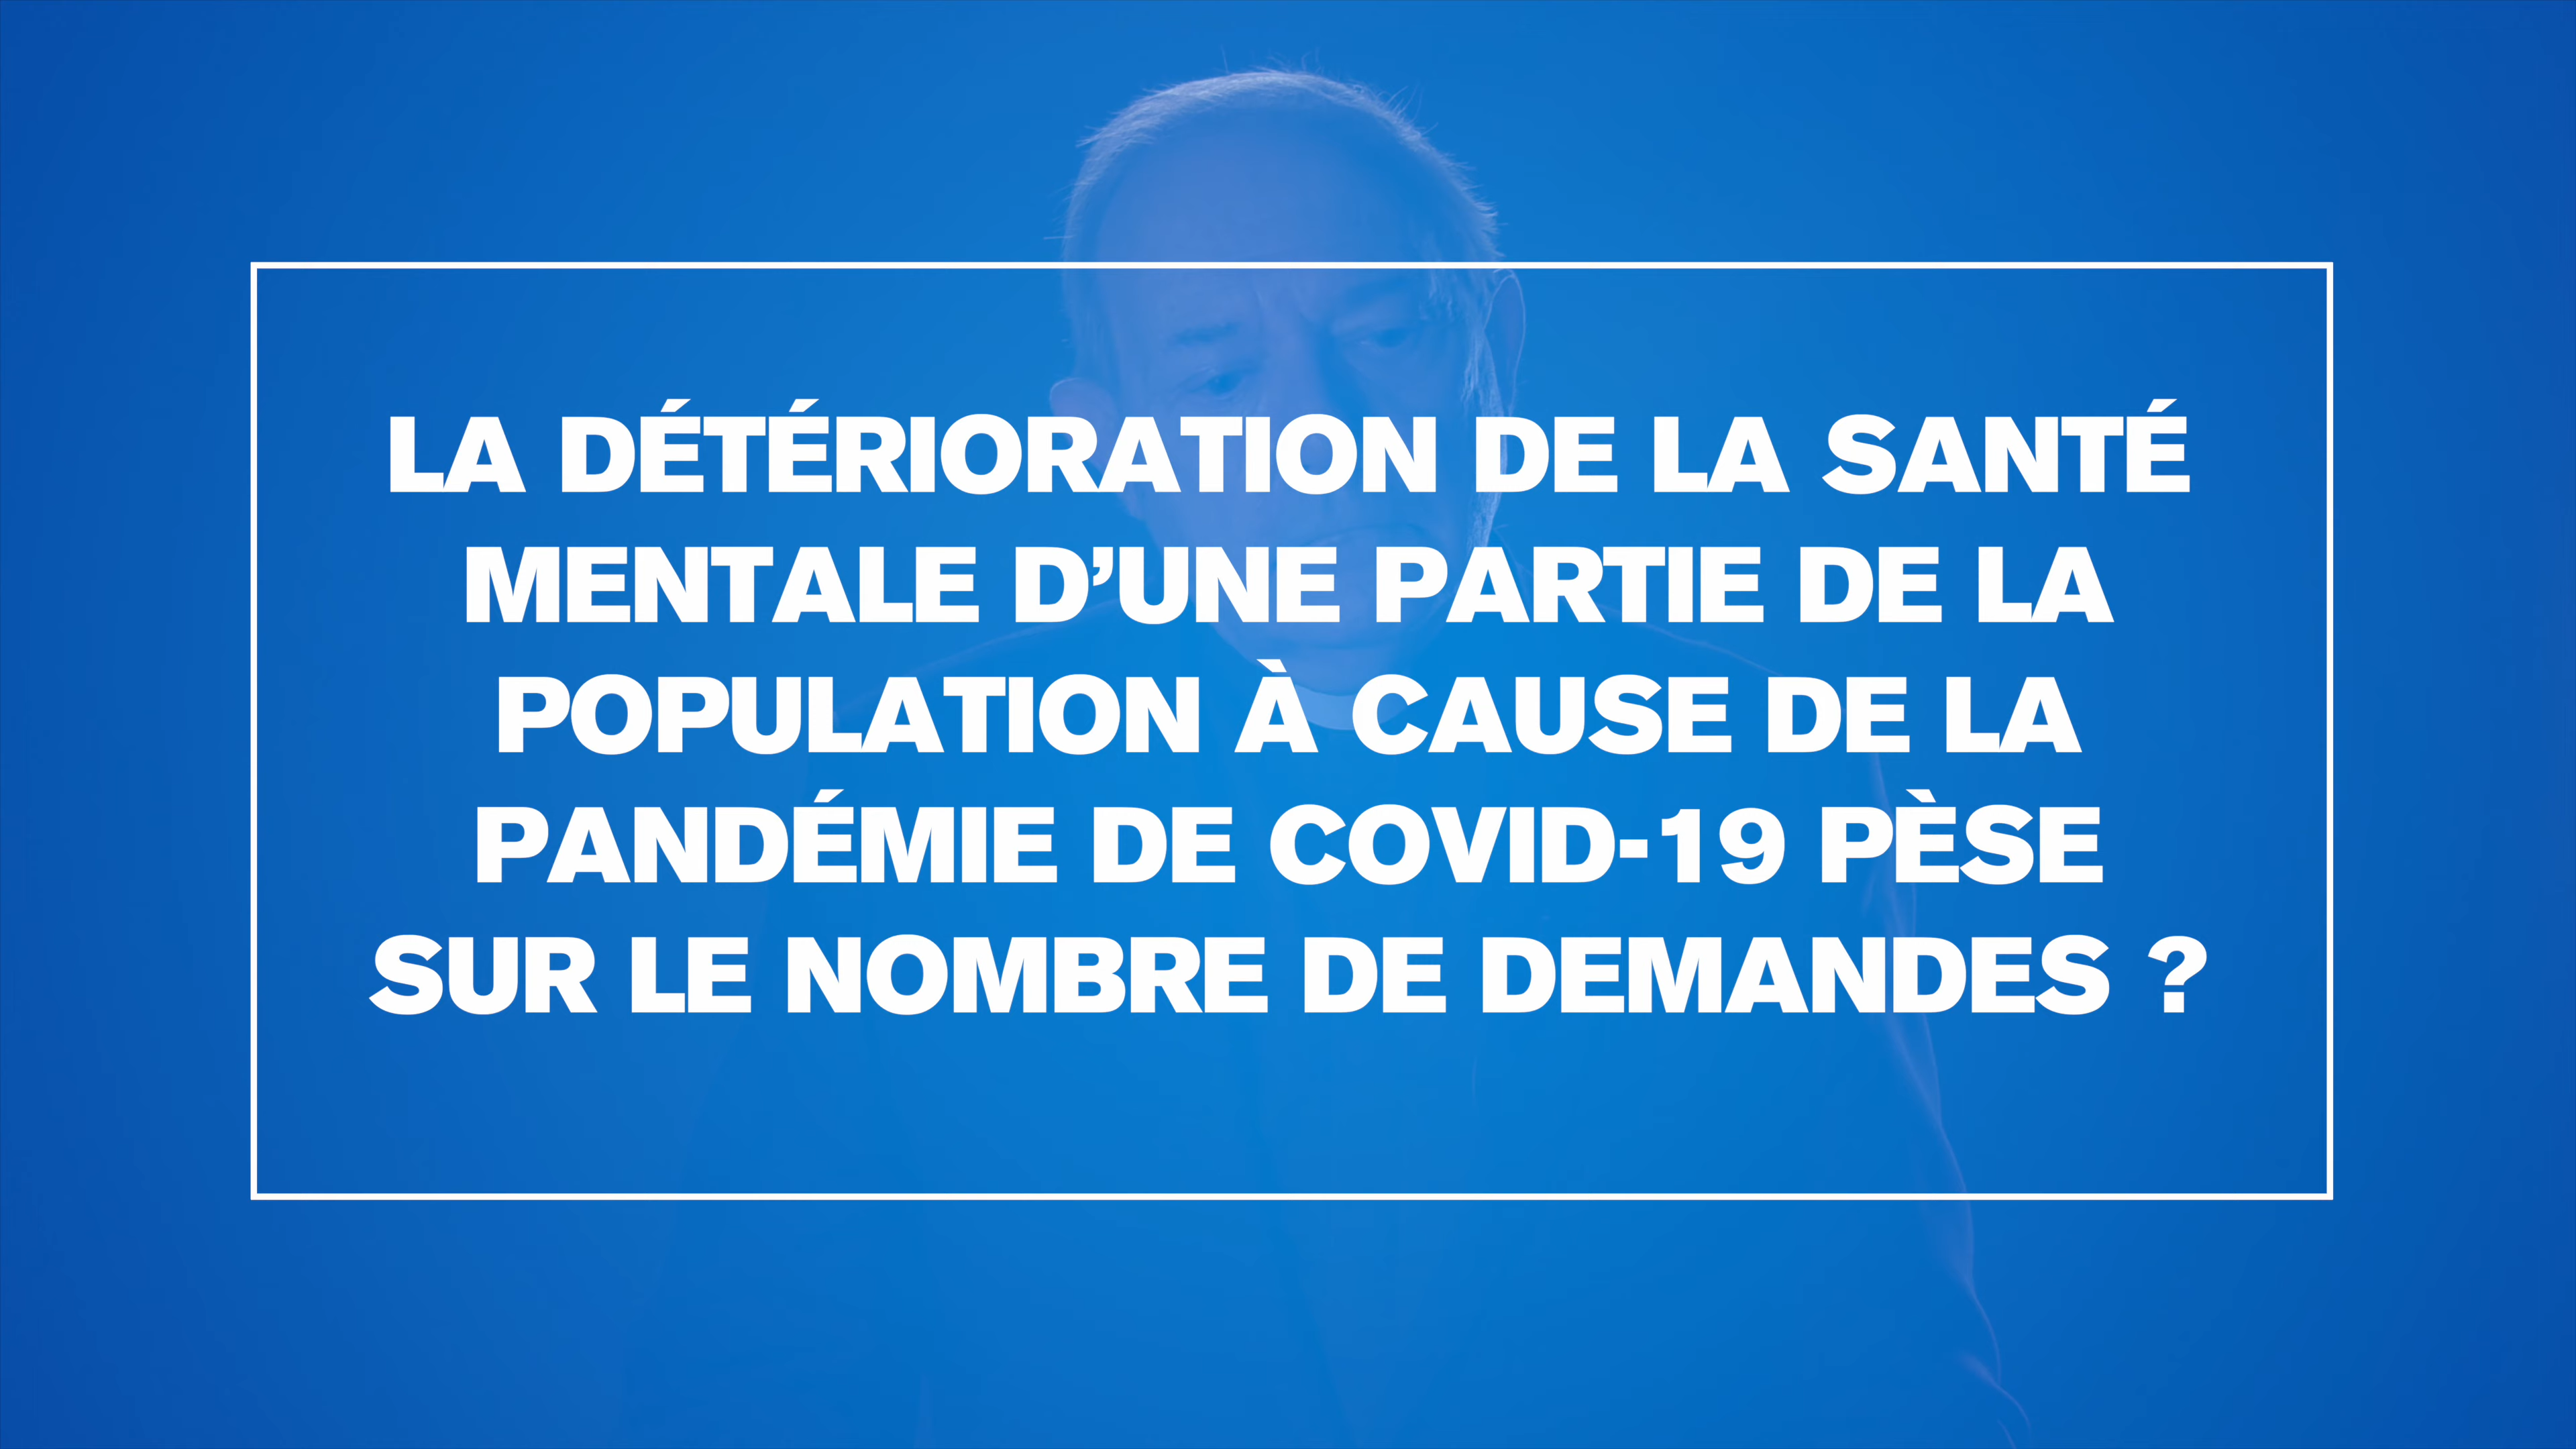 LA DÉTÉRIORATION DE LA SANTÉ
MENTALE D’UNE PARTIE DE LA
POPULATION À CAUSE DE LA
PANDÉMIE DE COVID-19 PÈSE
SUR LE NOMBRE DE DEMANDES ?